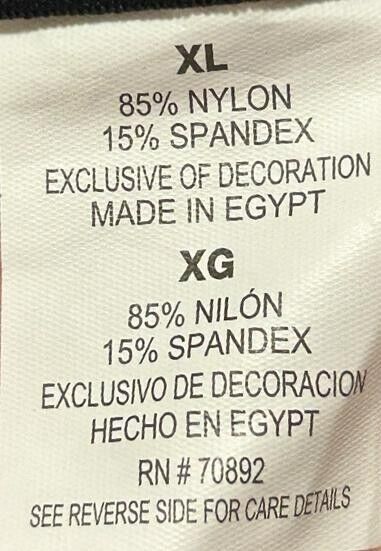 XL
85% NYLON
15% SPANDEX
EXCLUSIVE OF DECORATION
MADE IN EGYPT
XG
85% NILÓN
15% SPANDEX
EXCLUSIVO DE DECORACION
HECHO EN EGYPT
RN # 70892
SEE REVERSE SIDE FOR CARE DETAILS